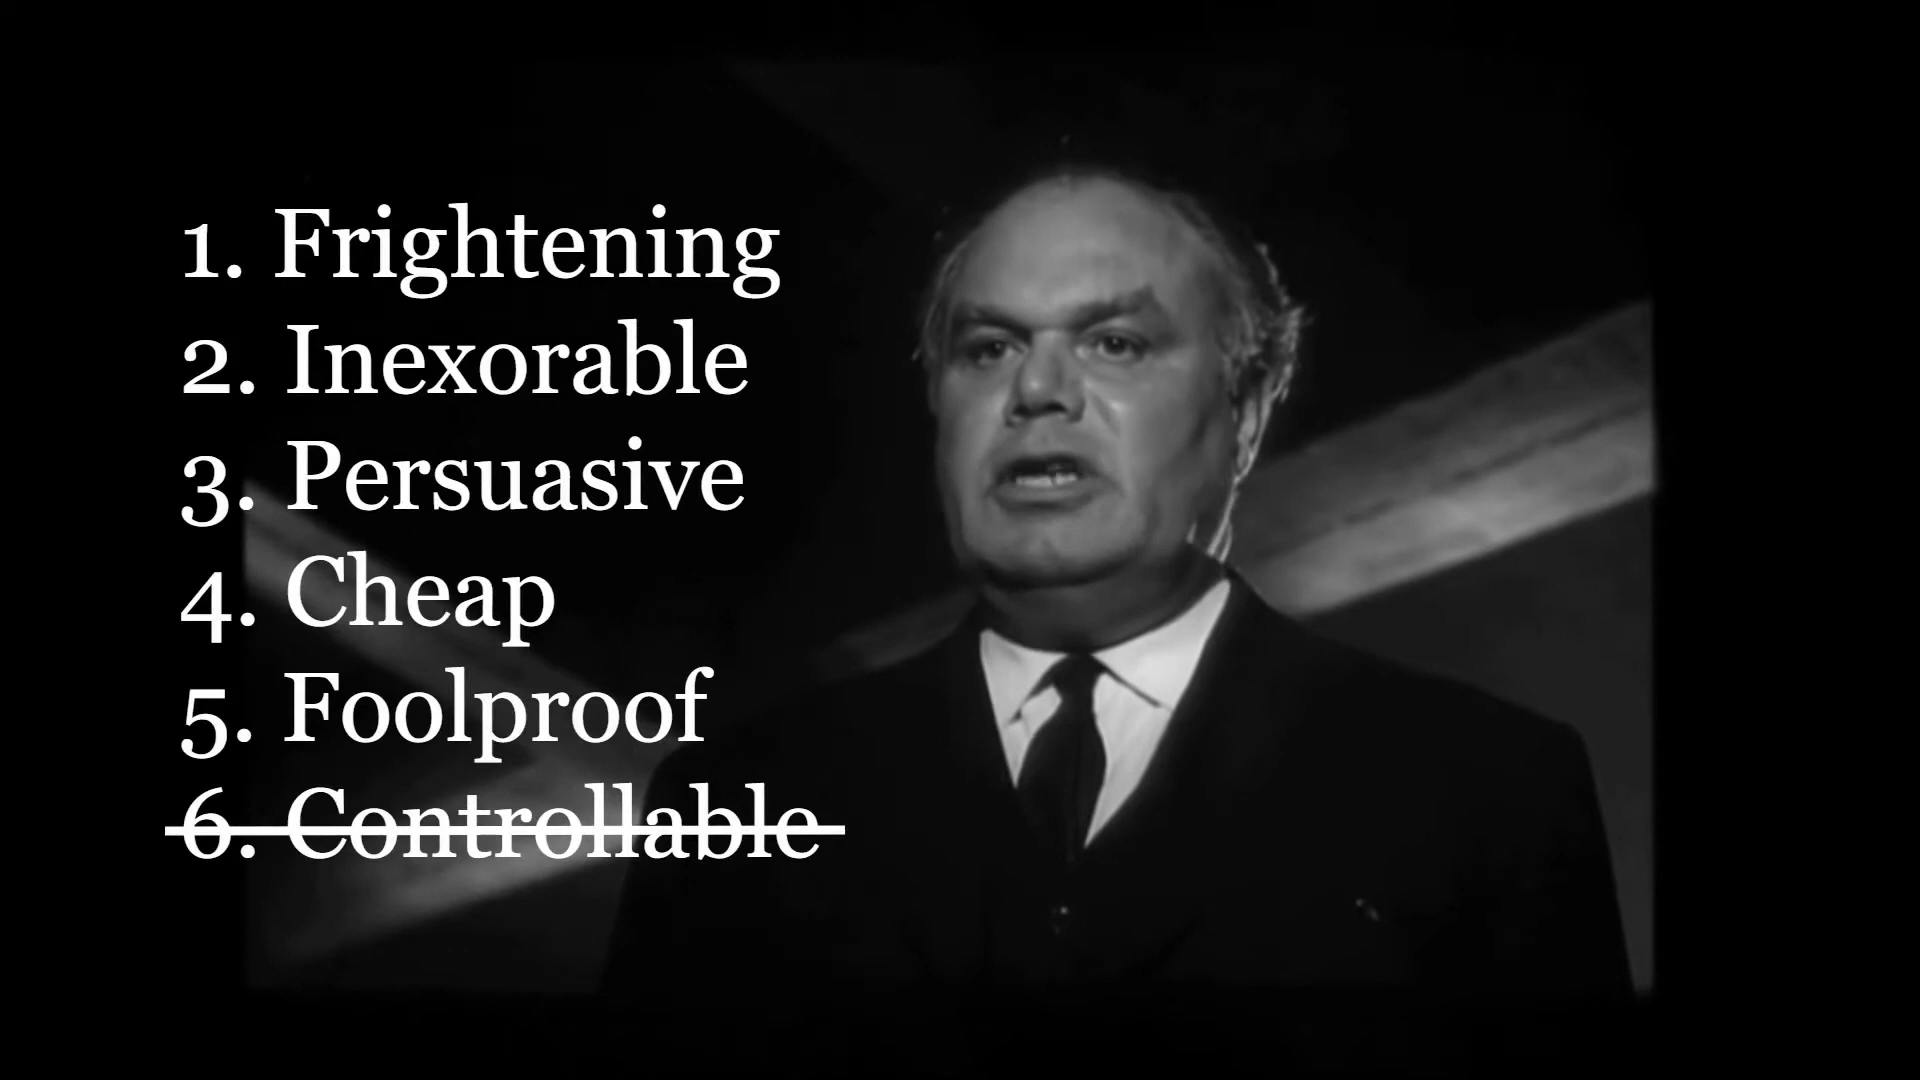 1. Frightening
2. Inexorable
3. Persuasive
4. Cheap
5. Foolproof
6. Controllable